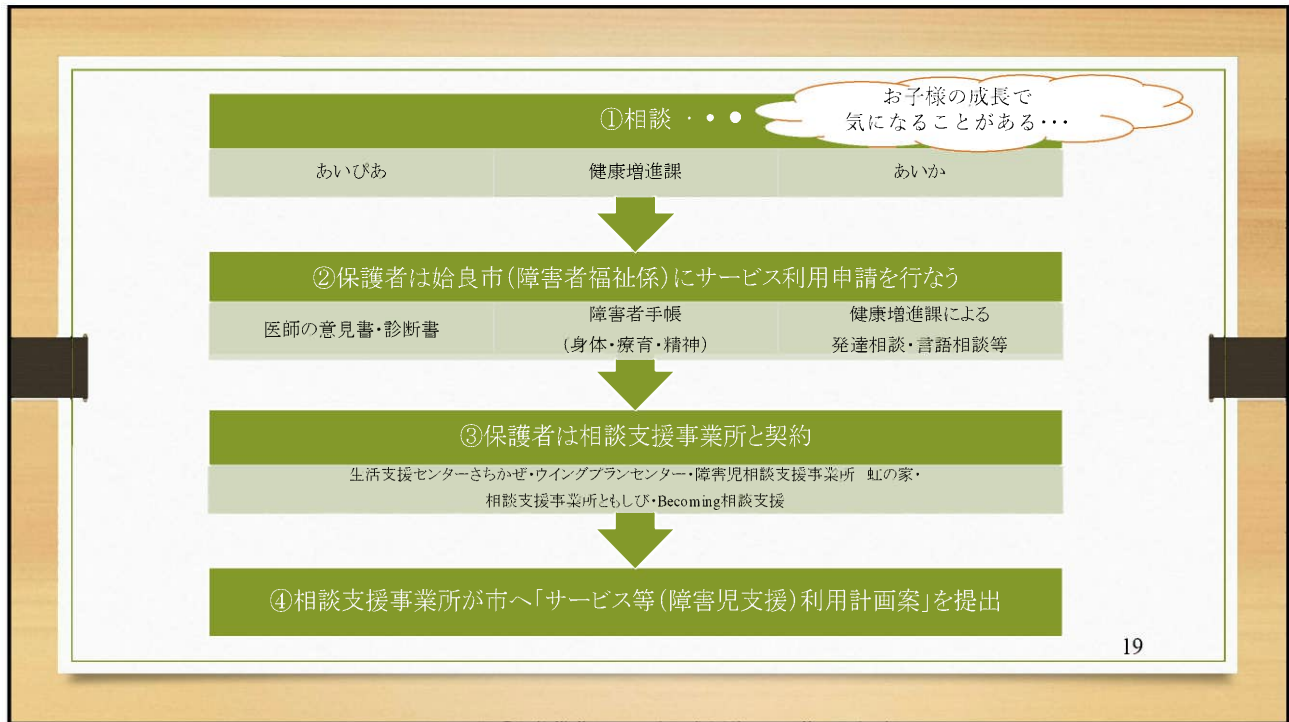 お子様の成長で
気になることがある･･･
①相談 ･ • ●
あいぴあ
健康増進課
あいか
②保護者は姶良市(障害者福祉係)にサービス利用申請を行なう
医師の意見書･診断書
障害者手帳
(身体･療育･精神)
健康増進課による
発達相談･言語相談等
③保護者は相談支援事業所と契約
生活支援センターさちかぜ･ウイングプランセンター･障害児相談支援事業所　虹の家･
相談支援事業所ともしび･Becoming相談支援
④相談支援事業所が市へ｢サービス等(障害児支援)利用計画案｣を提出
19